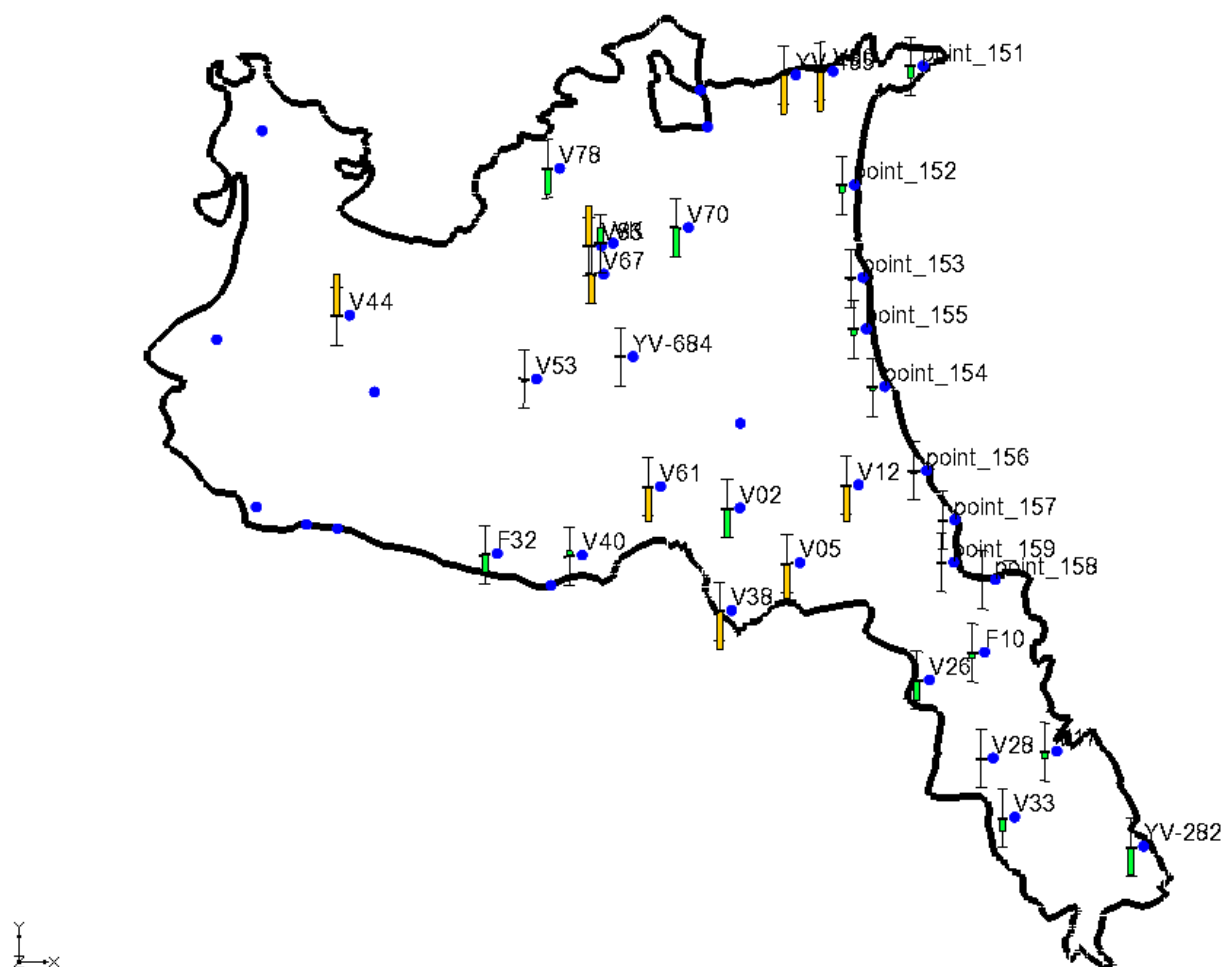 point_151
V78
point_152
V70
V67
point_153
V44
point_155
YV-684
V53
point_154
point_156
V61
V12
V02
point_157
F32
V40
V05
point_159
point_158
V38
F10
V26
V28
V33
YV-282
Y
Z X